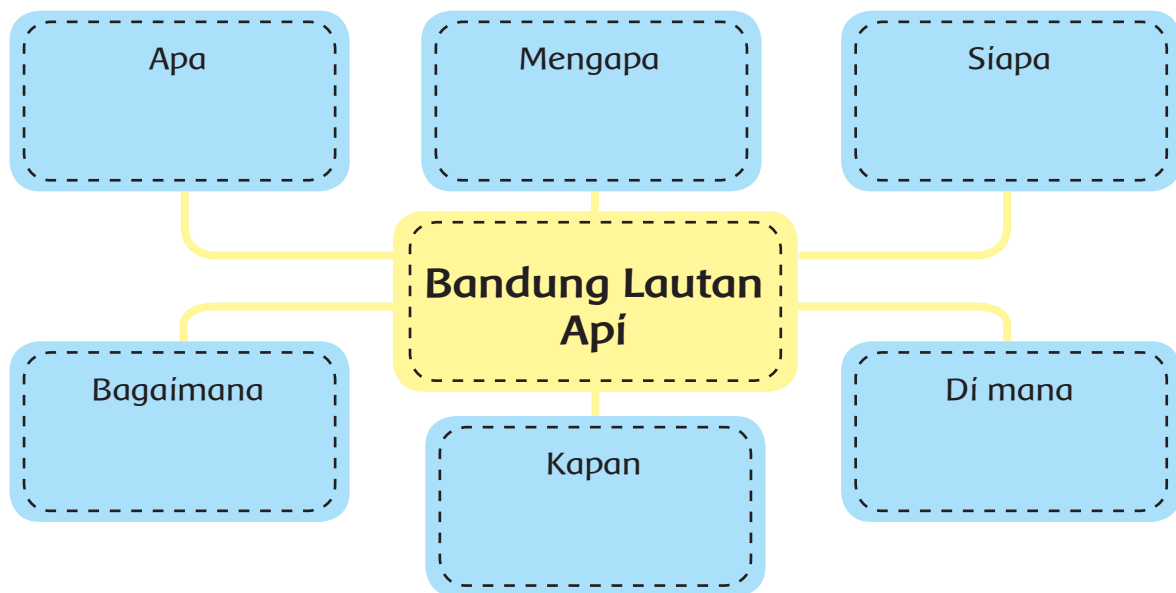 Apa
Mengapa
Siapa
Bandung Lautan
Api
Bagaimana
Kapan
Di mana